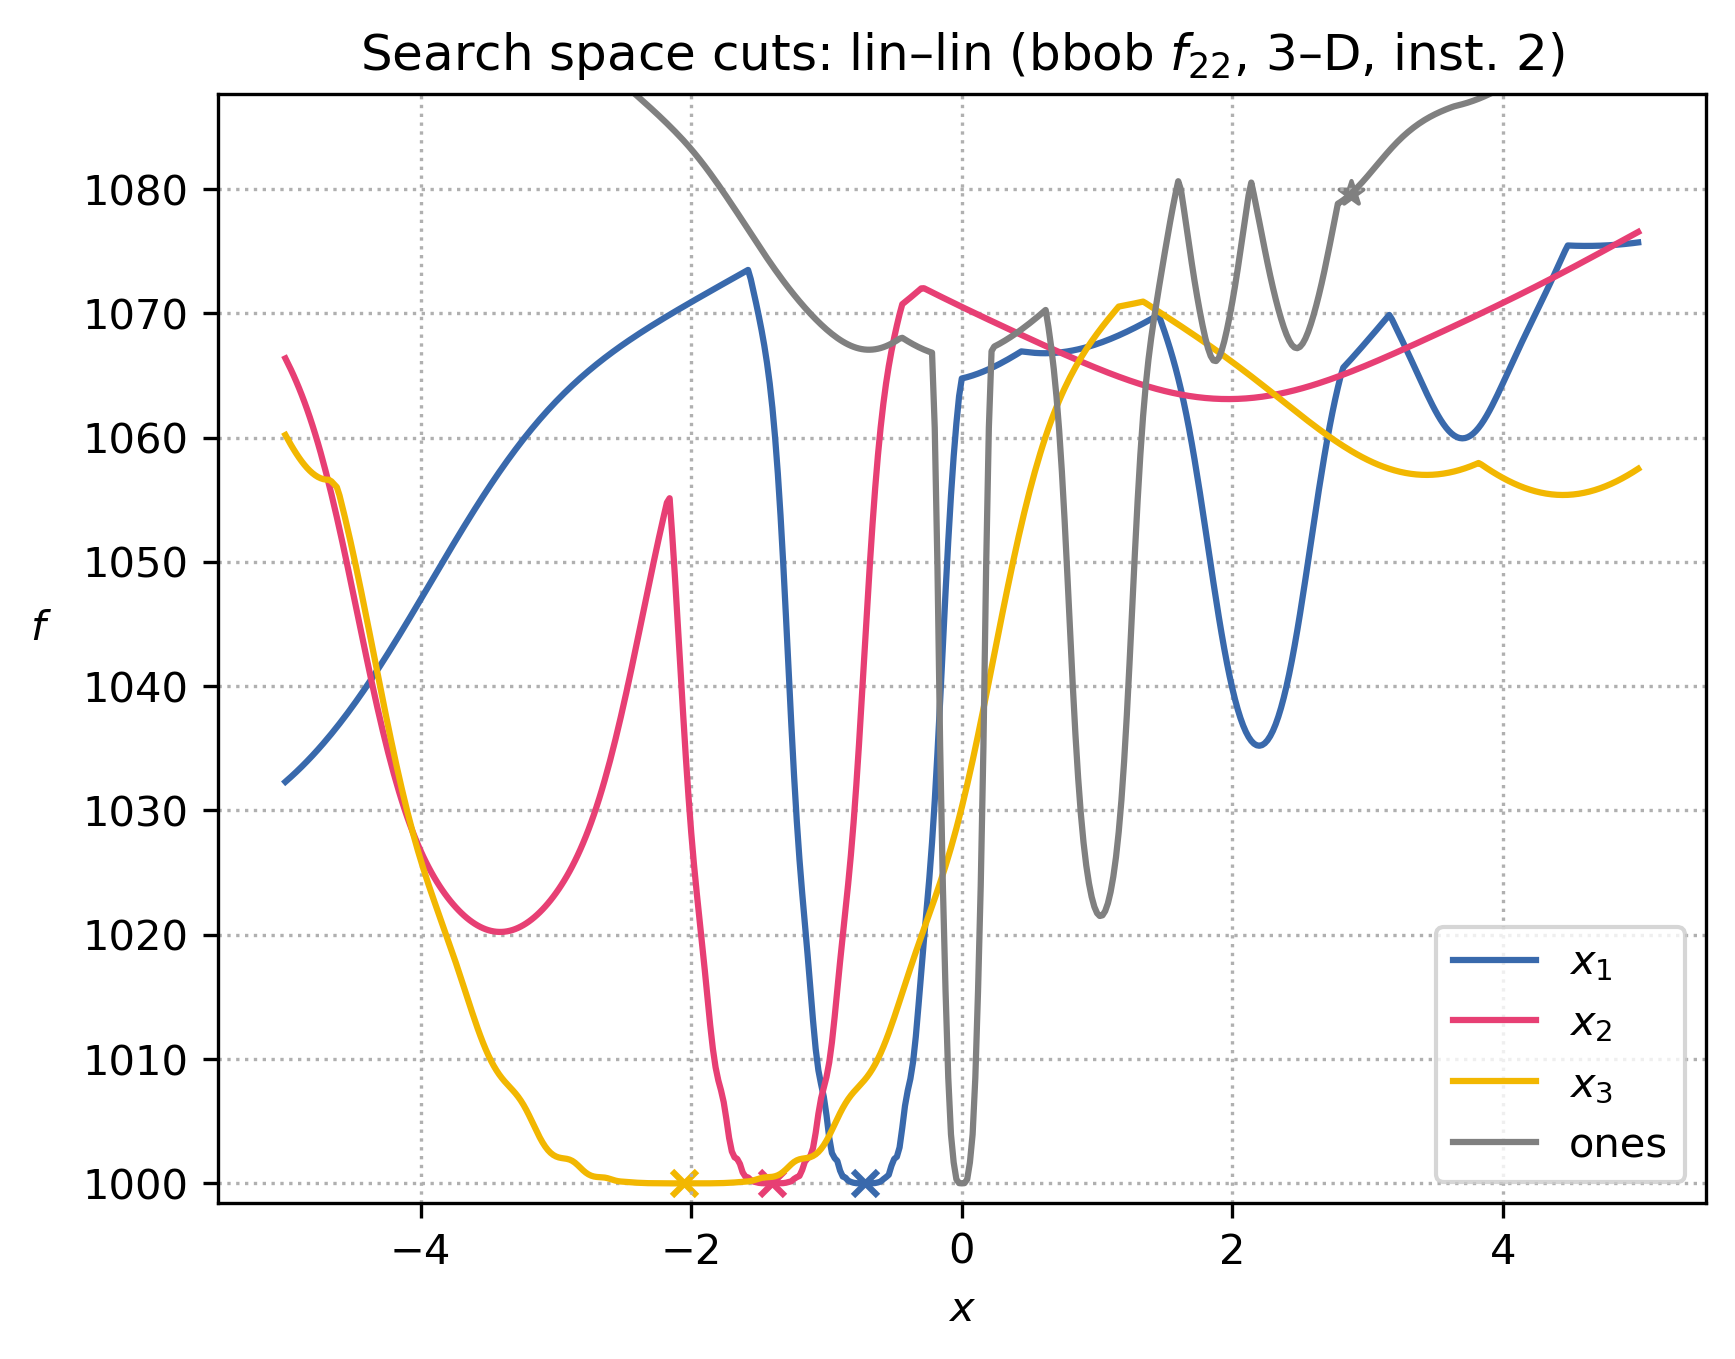 Search space cuts: lin–lin (bbob f₂₂, 3–D, inst. 2)
1080
1070
1060
1050
f
1040
1030
1020
1010
1000
x₁
x₂
x₃
ones
−4 −2 0 2 4
x